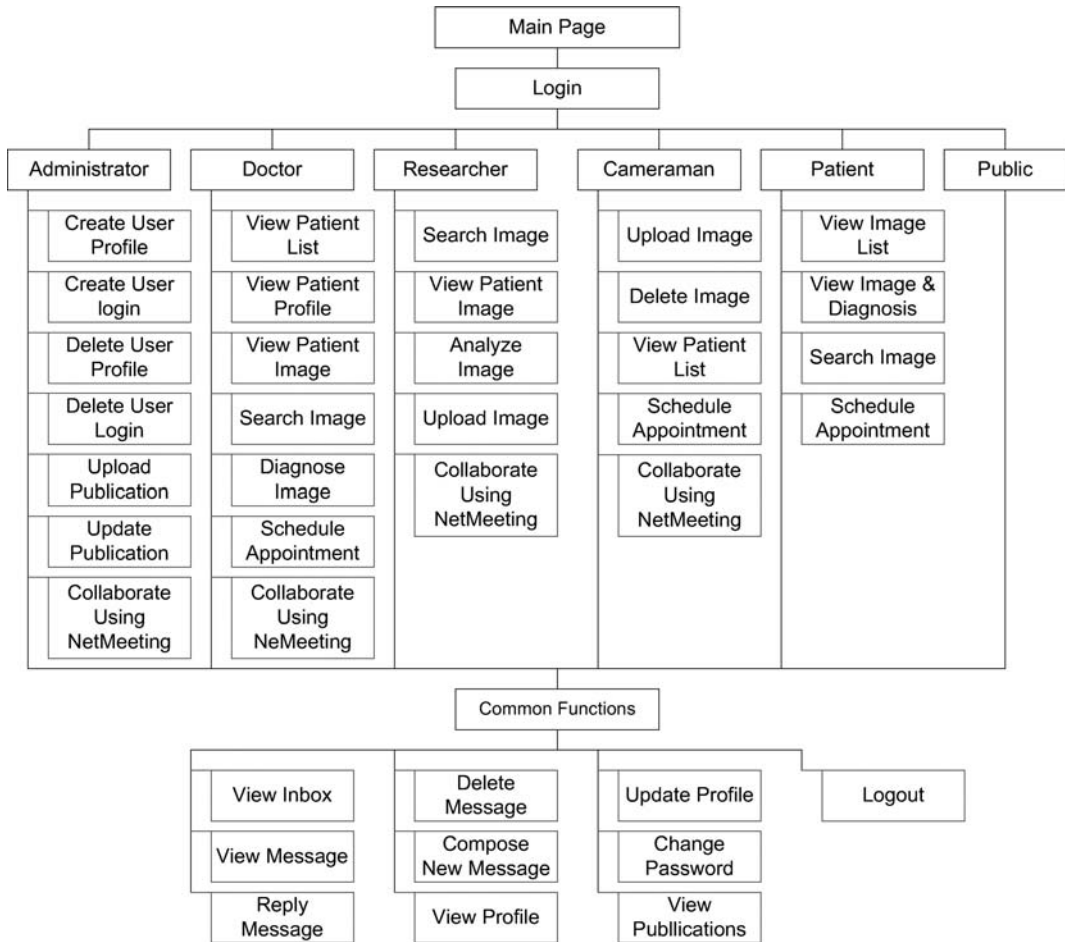 Main Page
Login
Administrator
Doctor
Researcher
Cameraman
Patient
Public
Create User
Profile
Create User
login
Delete User
Profile
Delete User
Login
Upload
Publication
Update
Publication
Collaborate
Using
NetMeeting
View Patient
List
View Patient
Profile
View Patient
Image
Search Image
Diagnose
Image
Schedule
Appointment
Collaborate
Using
NeMeeting
Search Image
View Patient
Image
Analyze
Image
Upload Image
Collaborate
Using
NetMeeting
Upload Image
Delete Image
View Patient
List
Schedule
Appointment
Collaborate
Using
NetMeeting
View Image
List
View Image &
Diagnosis
Search Image
Schedule
Appointment
Common Functions
View Inbox
View Message
Reply
Message
Delete
Message
Compose
New Message
View Profile
Update Profile
Change
Password
View
Publlications
Logout